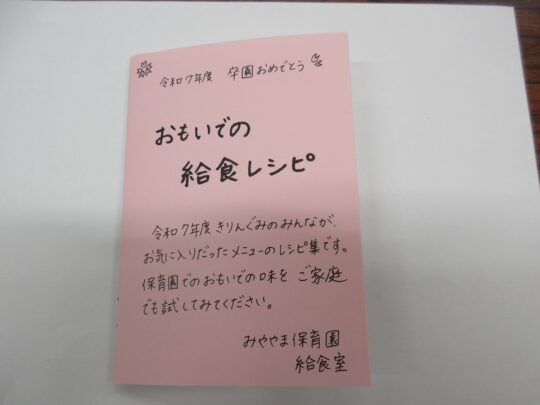 令和7年度 卒園おめでとう
おもいでの
給食レシピ
令和7年度きりんぐみのみんなが、
お気に入りだったメニューのレシピ集です。
保育園でのおもいでの味を ご家庭
でも試してみてください。
みややま保育園
給食室